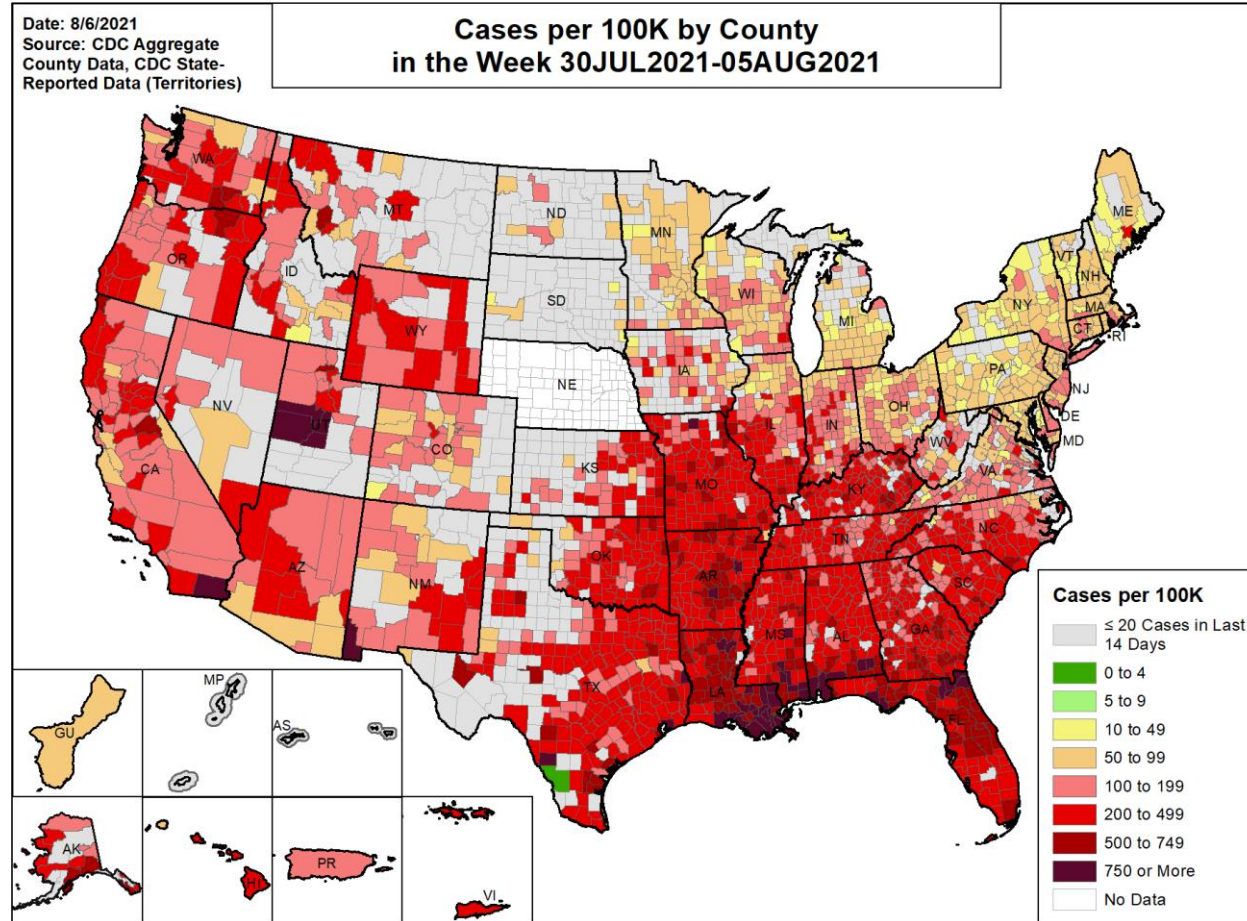 Date: 8/6/2021
Source: CDC Aggregate
County Data, CDC State-
Reported Data (Territories)
Cases per 100K by County
in the Week 30JUL2021-05AUG2021
WA
MT
ND
MN
ME
OR
ID
SD
WI
MI
VT
NH
NY
MA
CT
RI
WY
IA
PA
NJ
NE
OH
DE
MD
NV
UT
CO
IL
IN
WV
VA
CA
KS
MO
KY
NC
TN
AZ
NM
OK
AR
SC
MS
AL
GA
TX
LA
FL
GU
MP
AS
AK
HI
PR
VI
Cases per 100K
≤ 20 Cases in Last
14 Days
0 to 4
5 to 9
10 to 49
50 to 99
100 to 199
200 to 499
500 to 749
750 or More
No Data